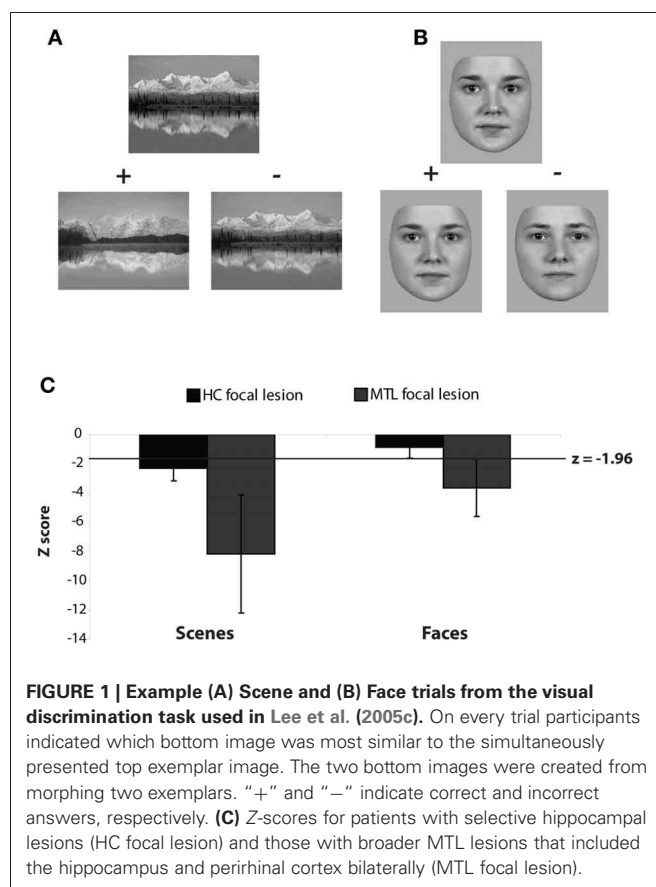 A
B
+ -
+ -
C
HC focal lesion MTL focal lesion
0
-2
-4
-6
-8
-10
-12
-14
Z score
z = -1.96
Scenes Faces
FIGURE 1 | Example (A) Scene and (B) Face trials from the visual
discrimination task used in Lee et al. (2005c). On every trial participants
indicated which bottom image was most similar to the simultaneously
presented top exemplar image. The two bottom images were created from
morphing two exemplars. “+” and “−“ indicate correct and incorrect
answers, respectively. (C) Z-scores for patients with selective hippocampal
lesions (HC focal lesion) and those with broader MTL lesions that included
the hippocampus and perirhinal cortex bilaterally (MTL focal lesion).